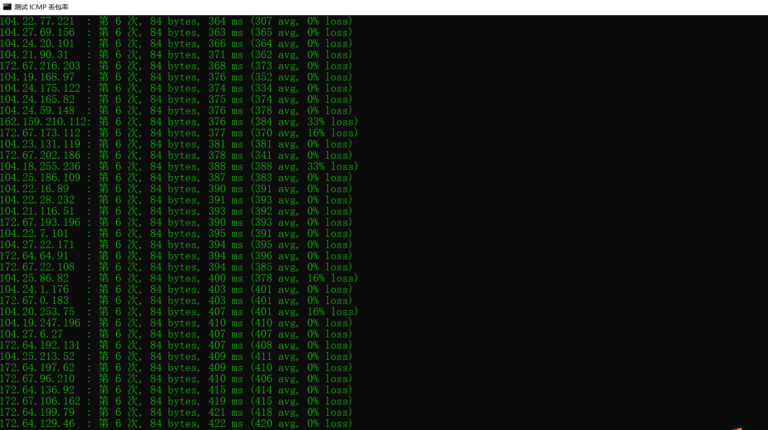 测试 ICMP 丢包率
104.22.77.221 : 第 6 次, 84 bytes, 364 ms (307 avg, 0% loss)
104.27.69.156 : 第 6 次, 84 bytes, 363 ms (365 avg, 0% loss)
104.24.20.101 : 第 6 次, 84 bytes, 366 ms (364 avg, 0% loss)
104.21.90.31 : 第 6 次, 84 bytes, 371 ms (362 avg, 0% loss)
172.67.216.203 : 第 6 次, 84 bytes, 368 ms (373 avg, 0% loss)
104.19.168.97 : 第 6 次, 84 bytes, 376 ms (352 avg, 0% loss)
104.24.175.122 : 第 6 次, 84 bytes, 374 ms (334 avg, 0% loss)
104.24.165.82 : 第 6 次, 84 bytes, 375 ms (374 avg, 0% loss)
104.24.59.148 : 第 6 次, 84 bytes, 376 ms (378 avg, 0% loss)
162.159.210.112: 第 6 次, 84 bytes, 376 ms (384 avg, 33% loss)
172.67.173.112 : 第 6 次, 84 bytes, 377 ms (370 avg, 16% loss)
104.23.131.119 : 第 6 次, 84 bytes, 381 ms (381 avg, 0% loss)
172.67.202.186 : 第 6 次, 84 bytes, 378 ms (341 avg, 0% loss)
104.18.255.236 : 第 6 次, 84 bytes, 388 ms (388 avg, 33% loss)
104.25.186.109 : 第 6 次, 84 bytes, 387 ms (383 avg, 0% loss)
104.22.16.89 : 第 6 次, 84 bytes, 390 ms (391 avg, 0% loss)
104.22.28.232 : 第 6 次, 84 bytes, 391 ms (393 avg, 0% loss)
104.21.116.51 : 第 6 次, 84 bytes, 393 ms (392 avg, 0% loss)
172.67.193.196 : 第 6 次, 84 bytes, 390 ms (393 avg, 0% loss)
104.22.7.101 : 第 6 次, 84 bytes, 395 ms (391 avg, 0% loss)
104.27.22.171 : 第 6 次, 84 bytes, 394 ms (395 avg, 0% loss)
172.64.64.91 : 第 6 次, 84 bytes, 394 ms (396 avg, 0% loss)
172.67.22.108 : 第 6 次, 84 bytes, 394 ms (385 avg, 0% loss)
104.25.86.82 : 第 6 次, 84 bytes, 400 ms (378 avg, 16% loss)
104.24.1.176 : 第 6 次, 84 bytes, 403 ms (401 avg, 0% loss)
172.67.0.183 : 第 6 次, 84 bytes, 403 ms (401 avg, 0% loss)
104.20.253.75 : 第 6 次, 84 bytes, 407 ms (401 avg, 16% loss)
104.19.247.196 : 第 6 次, 84 bytes, 410 ms (410 avg, 0% loss)
104.27.6.27 : 第 6 次, 84 bytes, 407 ms (407 avg, 0% loss)
172.64.192.131 : 第 6 次, 84 bytes, 407 ms (408 avg, 0% loss)
104.25.213.52 : 第 6 次, 84 bytes, 409 ms (411 avg, 0% loss)
172.64.197.62 : 第 6 次, 84 bytes, 409 ms (410 avg, 0% loss)
172.67.96.210 : 第 6 次, 84 bytes, 410 ms (406 avg, 0% loss)
172.64.136.92 : 第 6 次, 84 bytes, 415 ms (414 avg, 0% loss)
172.67.106.162 : 第 6 次, 84 bytes, 419 ms (415 avg, 0% loss)
172.64.199.79 : 第 6 次, 84 bytes, 421 ms (418 avg, 0% loss)
172.64.129.46 : 第 6 次, 84 bytes, 422 ms (420 avg, 0% loss)